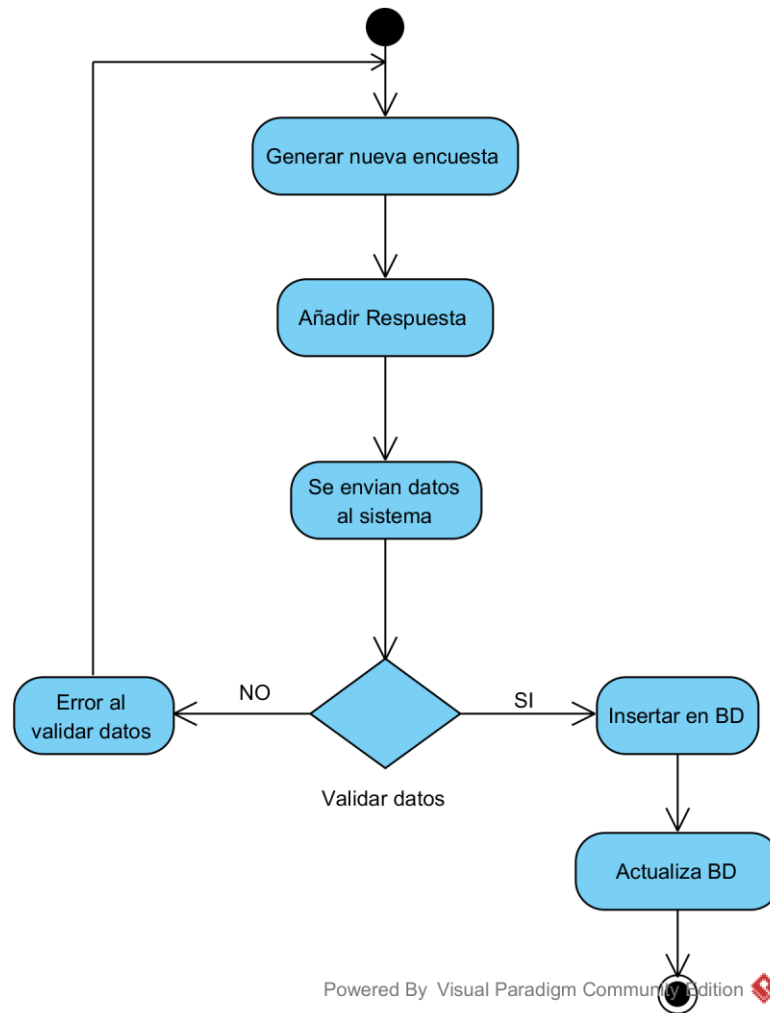 Generar nueva encuesta
Añadir Respuesta
Se envian datos
al sistema
NO
SI
Error al
validar datos
Insertar en BD
Validar datos
Actualiza BD
Powered By Visual Paradigm Community Edition